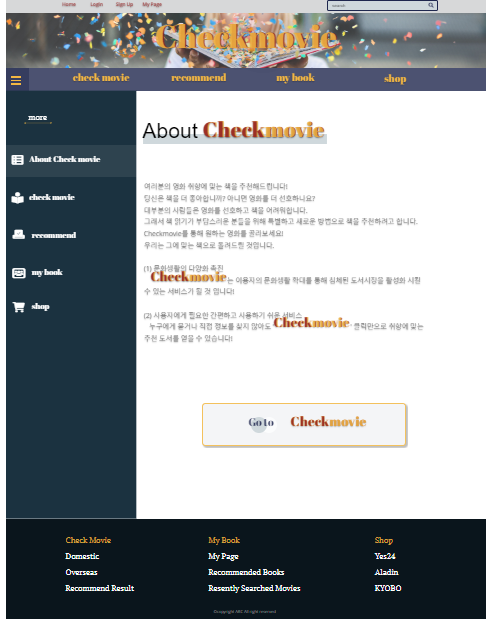 Home Login Sign Up My Page search
Checkmovie
check movie recommend my book shop
more
About Check movie
check movie
recommend
my book
shop
About Checkmovie
여러분의 영화 취향에 맞는 책을 추천해드립니다!
당신은 책을 더 좋아합니까? 아니면 영화를 더 선호하나요?
대부분의 사람들은 영화를 선호하고 책을 어려워합니다.
그래서 책 읽기가 부담스러운 분들을 위해 특별하고 새로운 방법으로 책을 추천하려고 합니다.
Checkmovie를 통해 원하는 영화를 골라보세요!
우리는 그에 맞는 책으로 돌려드릴 것입니다.
(1) 문화생활의 다양화 촉진
Checkmovie는 이용자의 문화생활 확대를 통해 침체된 도서시장을 활성화 시킬
수 있는 서비스가 될 것 입니다!
(2) 사용자에게 필요한 간편하고 사용하기 쉬운 서비스
누구에게 묻거나 직접 정보를 찾지 않아도 Checkmovie 클릭만으로 취향에 맞는
추천 도서를 얻을 수 있습니다!
Go to Checkmovie
Check Movie My Book Shop
Domestic My Page Yes24
Overseas Recommended Books Aladin
Recommend Result Resently Searched Movies KYOBO